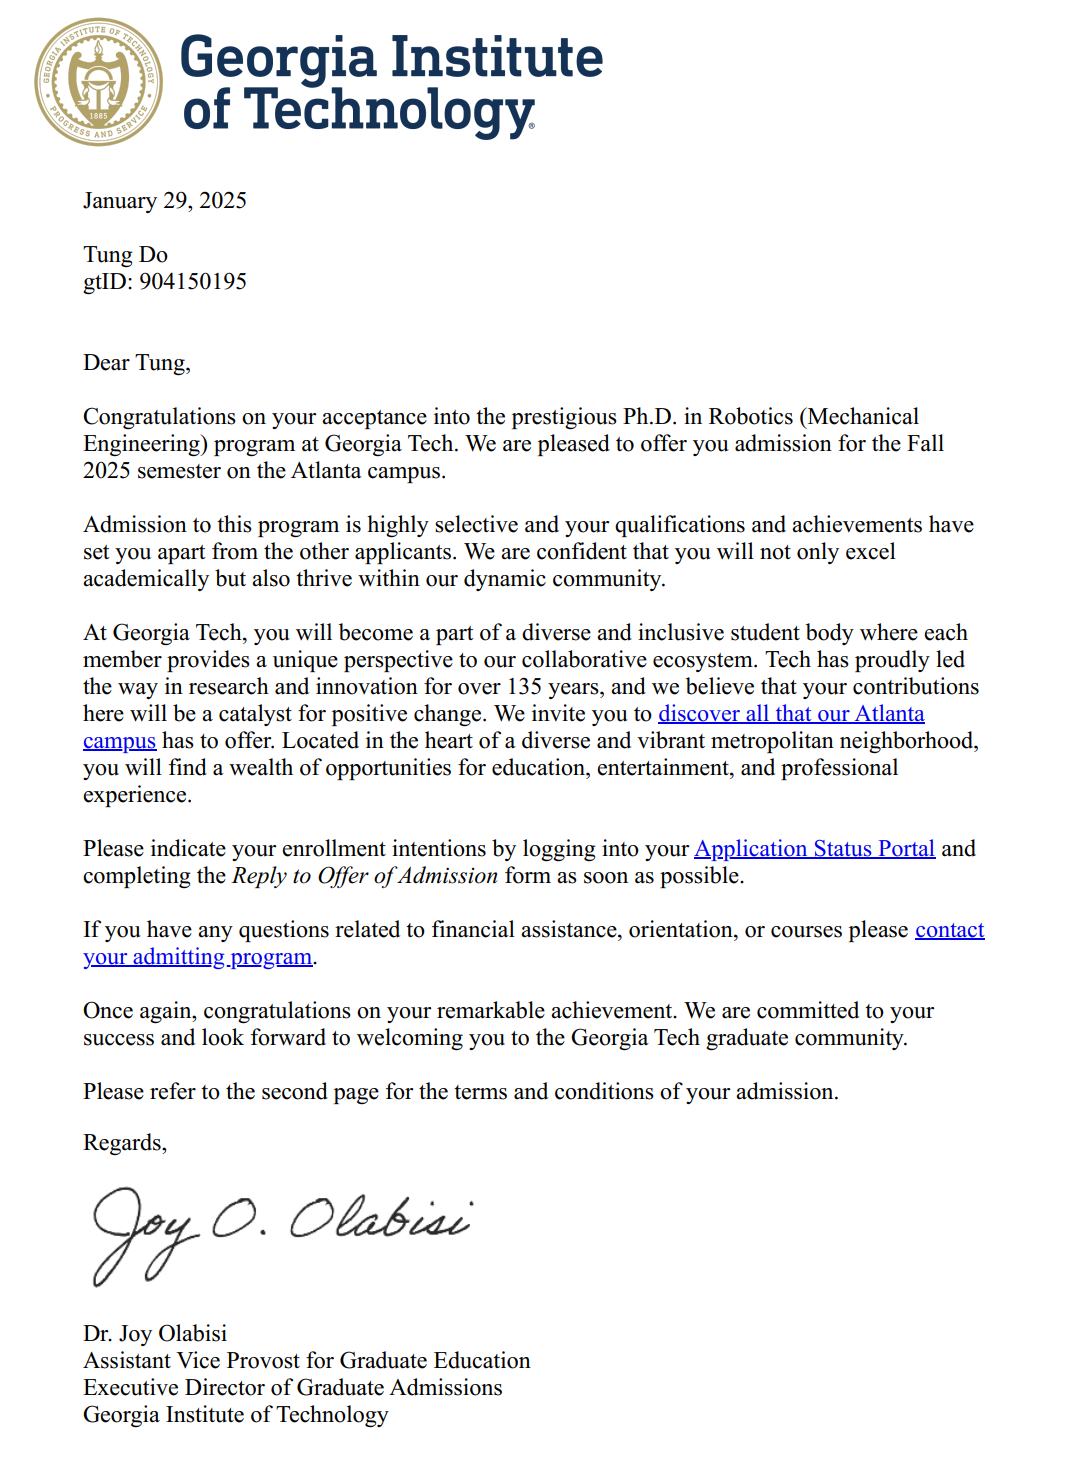 GEORGIA INSTITUTE OF TECHNOLOGY
PROGRESS AND SERVICE
1885
Georgia Institute
of Technology®
January 29, 2025
Tung Do
gtID: 904150195
Dear Tung,
Congratulations on your acceptance into the prestigious Ph.D. in Robotics (Mechanical
Engineering) program at Georgia Tech. We are pleased to offer you admission for the Fall
2025 semester on the Atlanta campus.
Admission to this program is highly selective and your qualifications and achievements have
set you apart from the other applicants. We are confident that you will not only excel
academically but also thrive within our dynamic community.
At Georgia Tech, you will become a part of a diverse and inclusive student body where each
member provides a unique perspective to our collaborative ecosystem. Tech has proudly led
the way in research and innovation for over 135 years, and we believe that your contributions
here will be a catalyst for positive change. We invite you to discover all that our Atlanta
campus has to offer. Located in the heart of a diverse and vibrant metropolitan neighborhood,
you will find a wealth of opportunities for education, entertainment, and professional
experience.
Please indicate your enrollment intentions by logging into your Application Status Portal and
completing the Reply to Offer of Admission form as soon as possible.
If you have any questions related to financial assistance, orientation, or courses please contact
your admitting program.
Once again, congratulations on your remarkable achievement. We are committed to your
success and look forward to welcoming you to the Georgia Tech graduate community.
Please refer to the second page for the terms and conditions of your admission.
Regards,
Joy O. Olabisi
Dr. Joy Olabisi
Assistant Vice Provost for Graduate Education
Executive Director of Graduate Admissions
Georgia Institute of Technology